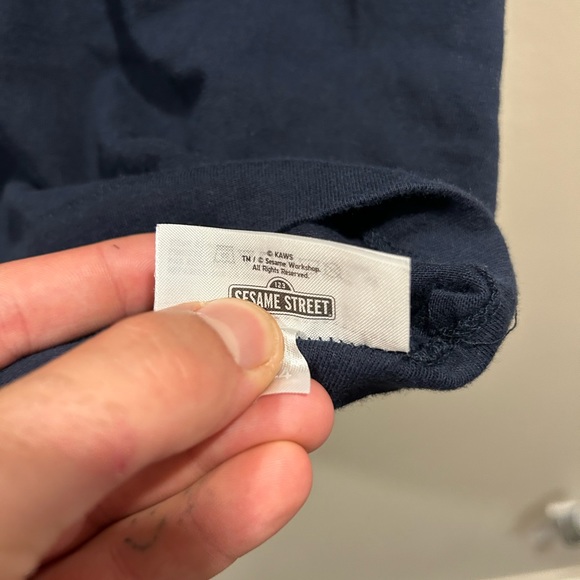 © KAWS
TM / © Sesame Workshop.
All Rights Reserved.
123
SESAME STREET